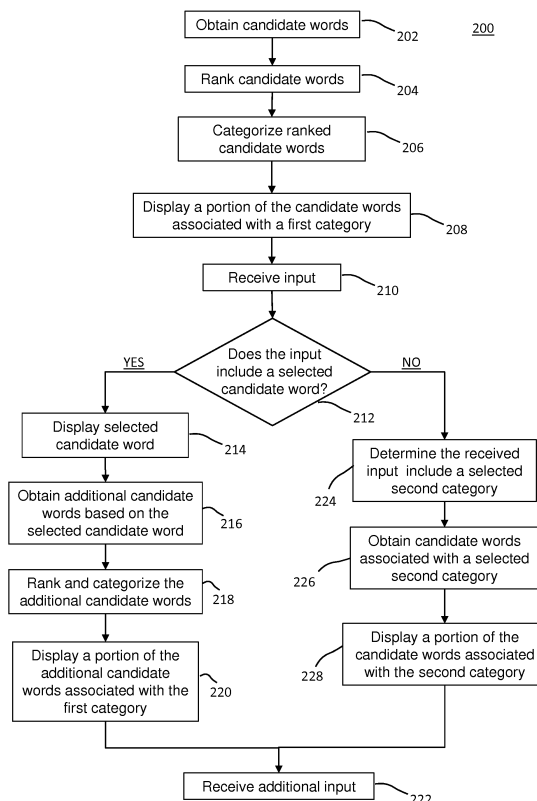 Obtain candidate words
202
200
Rank candidate words
204
Categorize ranked
candidate words
206
Display a portion of the candidate words
associated with a first category
208
Receive input
210
Does the input
include a selected
candidate word?
212
YES
NO
Display selected
candidate word
214
Obtain additional candidate
words based on the
selected candidate word
216
Rank and categorize the
additional candidate words
218
Display a portion of the
additional candidate
words associated with the
first category
220
Determine the received
input include a selected
second category
224
Obtain candidate words
associated with a selected
second category
226
Display a portion of the
candidate words associated
with the second category
228
Receive additional input
222